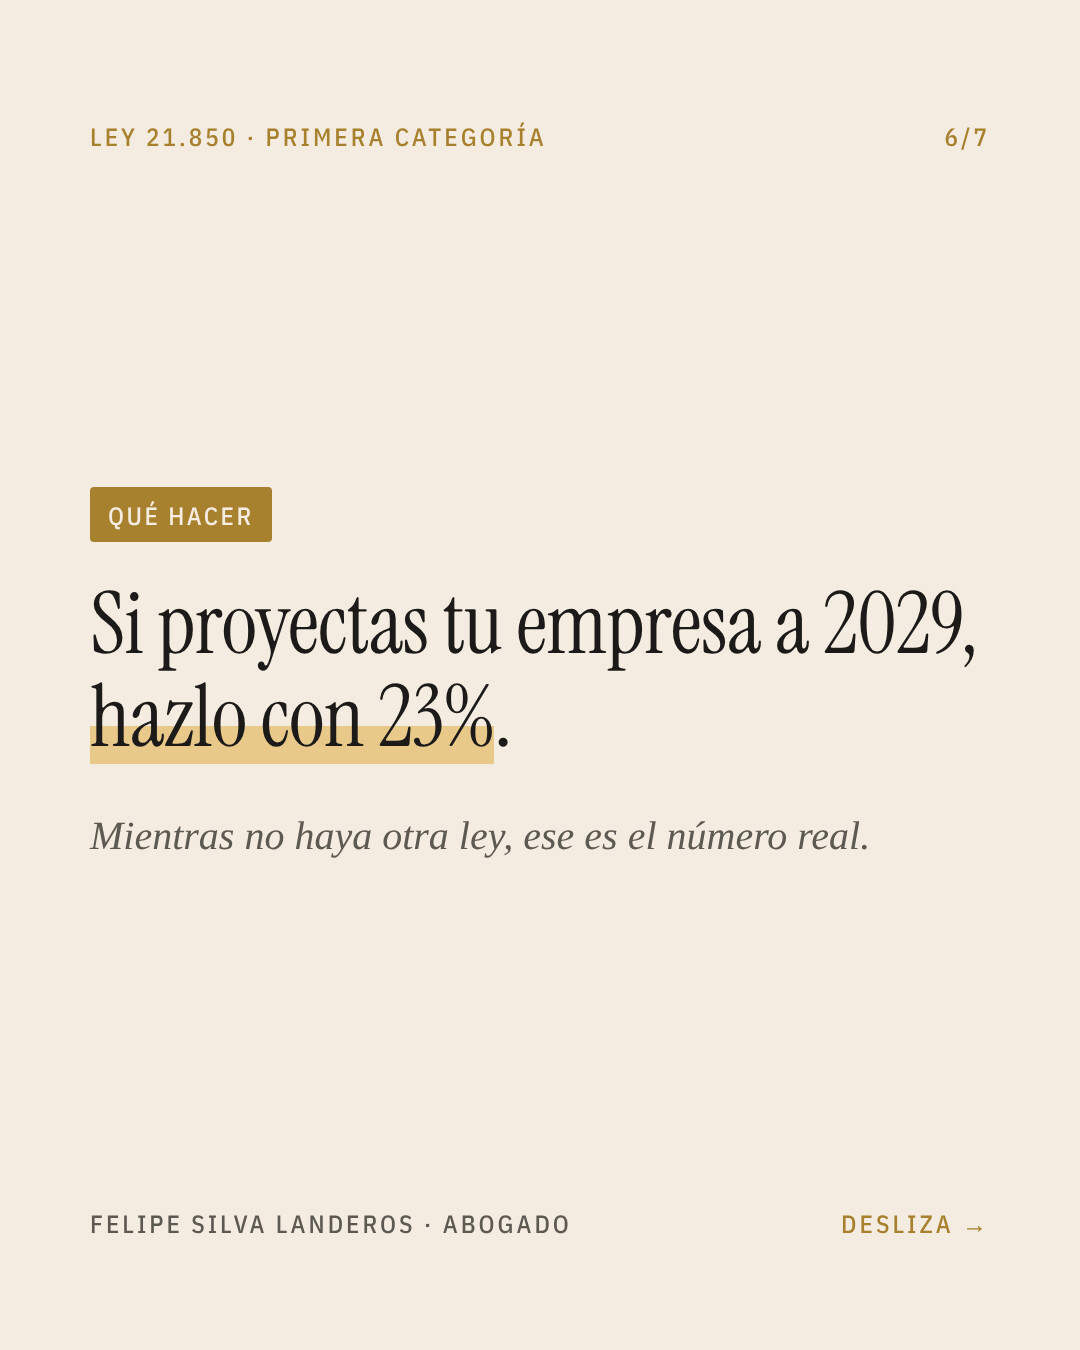 LEY 21.850 · PRIMERA CATEGORÍA
6/7
QUÉ HACER
Si proyectas tu empresa a 2029,
hazlo con 23%.
Mientras no haya otra ley, ese es el número real.
FELIPE SILVA LANDEROS · ABOGADO
DESLIZA →